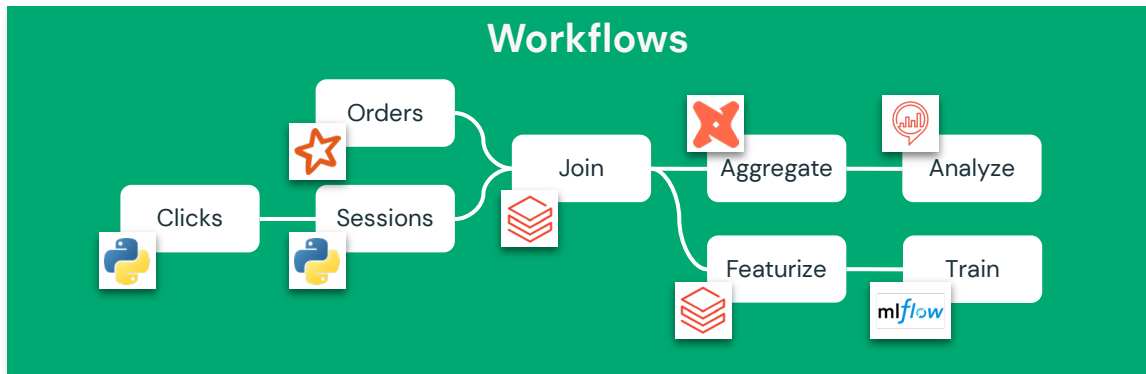 Workflows
Orders
Join
Aggregate
Analyze
Clicks
Sessions
Featurize
Train
mlflow